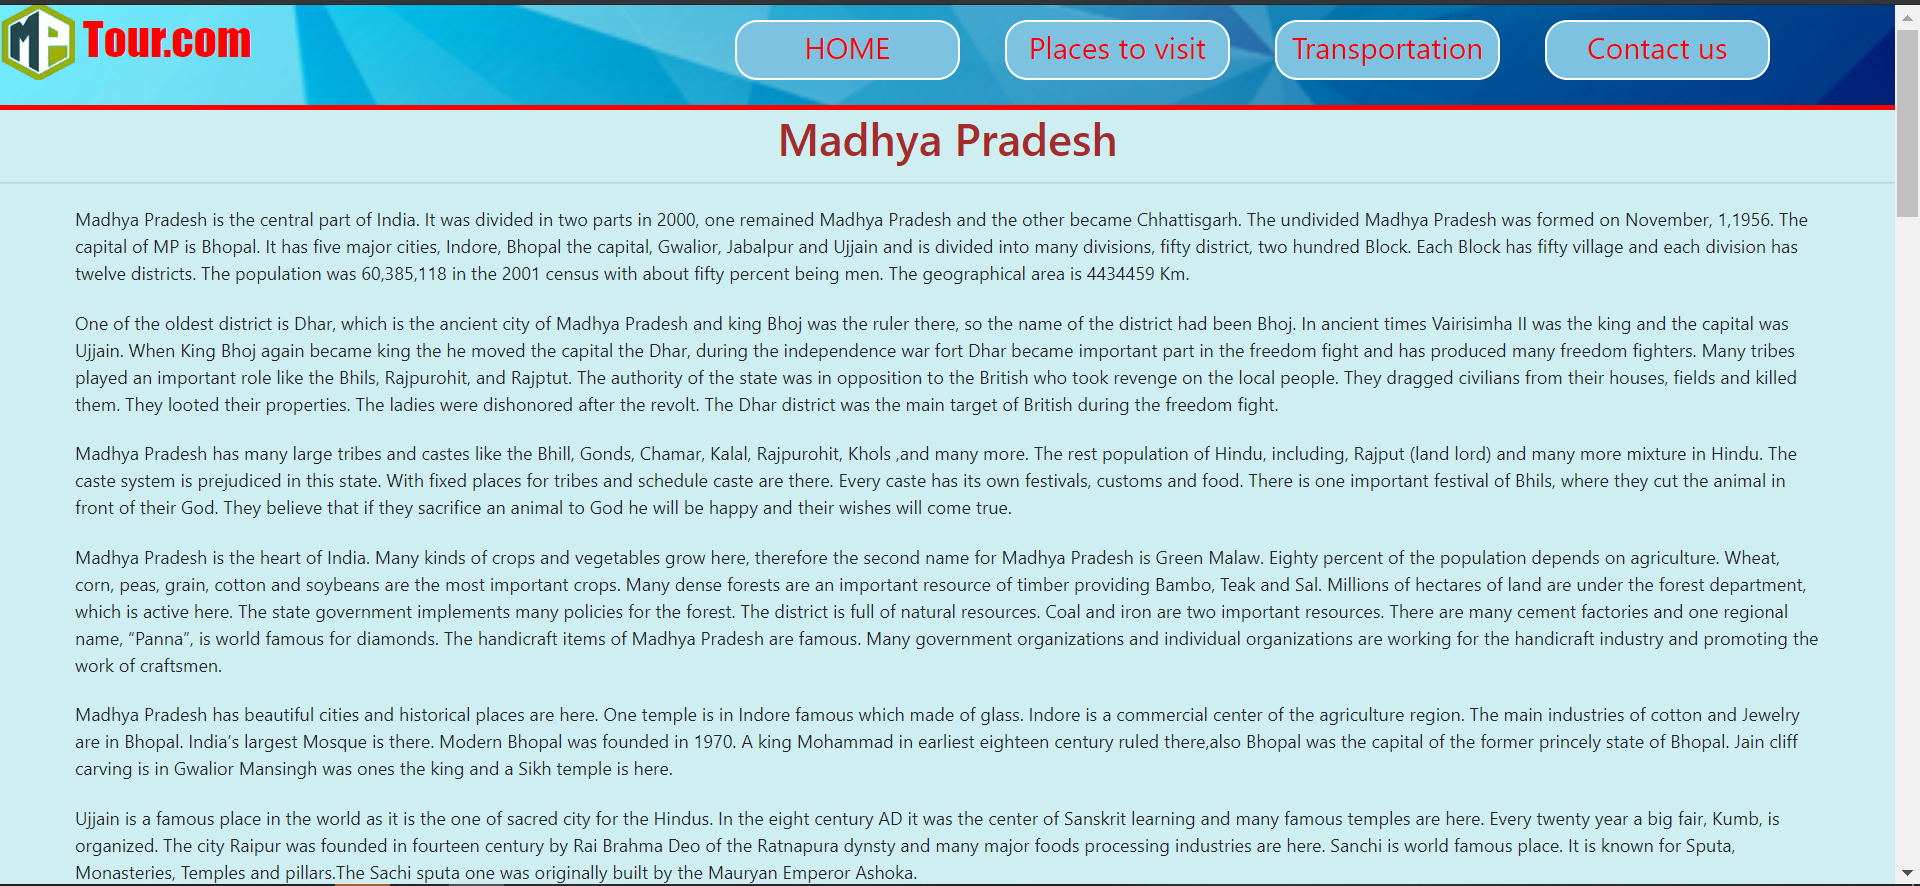 MP Tour.com
HOME
Places to visit
Transportation
Contact us
Madhya Pradesh
Madhya Pradesh is the central part of India. It was divided in two parts in 2000, one remained Madhya Pradesh and the other became Chhattisgarh. The undivided Madhya Pradesh was formed on November, 1,1956. The
capital of MP is Bhopal. It has five major cities, Indore, Bhopal the capital, Gwalior, Jabalpur and Ujjain and is divided into many divisions, fifty district, two hundred Block. Each Block has fifty village and each division has
twelve districts. The population was 60,385,118 in the 2001 census with about fifty percent being men. The geographical area is 4434459 Km.
One of the oldest district is Dhar, which is the ancient city of Madhya Pradesh and king Bhoj was the ruler there, so the name of the district had been Bhoj. In ancient times Vairisimha II was the king and the capital was
Ujjain. When King Bhoj again became king the he moved the capital the Dhar, during the independence war fort Dhar became important part in the freedom fight and has produced many freedom fighters. Many tribes
played an important role like the Bhils, Rajpurohit, and Rajptut. The authority of the state was in opposition to the British who took revenge on the local people. They dragged civilians from their houses, fields and killed
them. They looted their properties. The ladies were dishonored after the revolt. The Dhar district was the main target of British during the freedom fight.
Madhya Pradesh has many large tribes and castes like the Bhill, Gonds, Chamar, Kalal, Rajpurohit, Khols ,and many more. The rest population of Hindu, including, Rajput (land lord) and many more mixture in Hindu. The
caste system is prejudiced in this state. With fixed places for tribes and schedule caste are there. Every caste has its own festivals, customs and food. There is one important festival of Bhils, where they cut the animal in
front of their God. They believe that if they sacrifice an animal to God he will be happy and their wishes will come true.
Madhya Pradesh is the heart of India. Many kinds of crops and vegetables grow here, therefore the second name for Madhya Pradesh is Green Malaw. Eighty percent of the population depends on agriculture. Wheat,
corn, peas, grain, cotton and soybeans are the most important crops. Many dense forests are an important resource of timber providing Bambo, Teak and Sal. Millions of hectares of land are under the forest department,
which is active here. The state government implements many policies for the forest. The district is full of natural resources. Coal and iron are two important resources. There are many cement factories and one regional
name, “Panna”, is world famous for diamonds. The handicraft items of Madhya Pradesh are famous. Many government organizations and individual organizations are working for the handicraft industry and promoting the
work of craftsmen.
Madhya Pradesh has beautiful cities and historical places are here. One temple is in Indore famous which made of glass. Indore is a commercial center of the agriculture region. The main industries of cotton and Jewelry
are in Bhopal. India’s largest Mosque is there. Modern Bhopal was founded in 1970. A king Mohammad in earliest eighteen century ruled there,also Bhopal was the capital of the former princely state of Bhopal. Jain cliff
carving is in Gwalior Mansingh was ones the king and a Sikh temple is here.
Ujjain is a famous place in the world as it is the one of sacred city for the Hindus. In the eight century AD it was the center of Sanskrit learning and many famous temples are here. Every twenty year a big fair, Kumb, is
organized. The city Raipur was founded in fourteen century by Rai Brahma Deo of the Ratnapura dynsty and many major foods processing industries are here. Sanchi is world famous place. It is known for Sputa,
Monasteries, Temples and pillars.The Sachi sputa one was originally built by the Mauryan Emperor Ashoka.